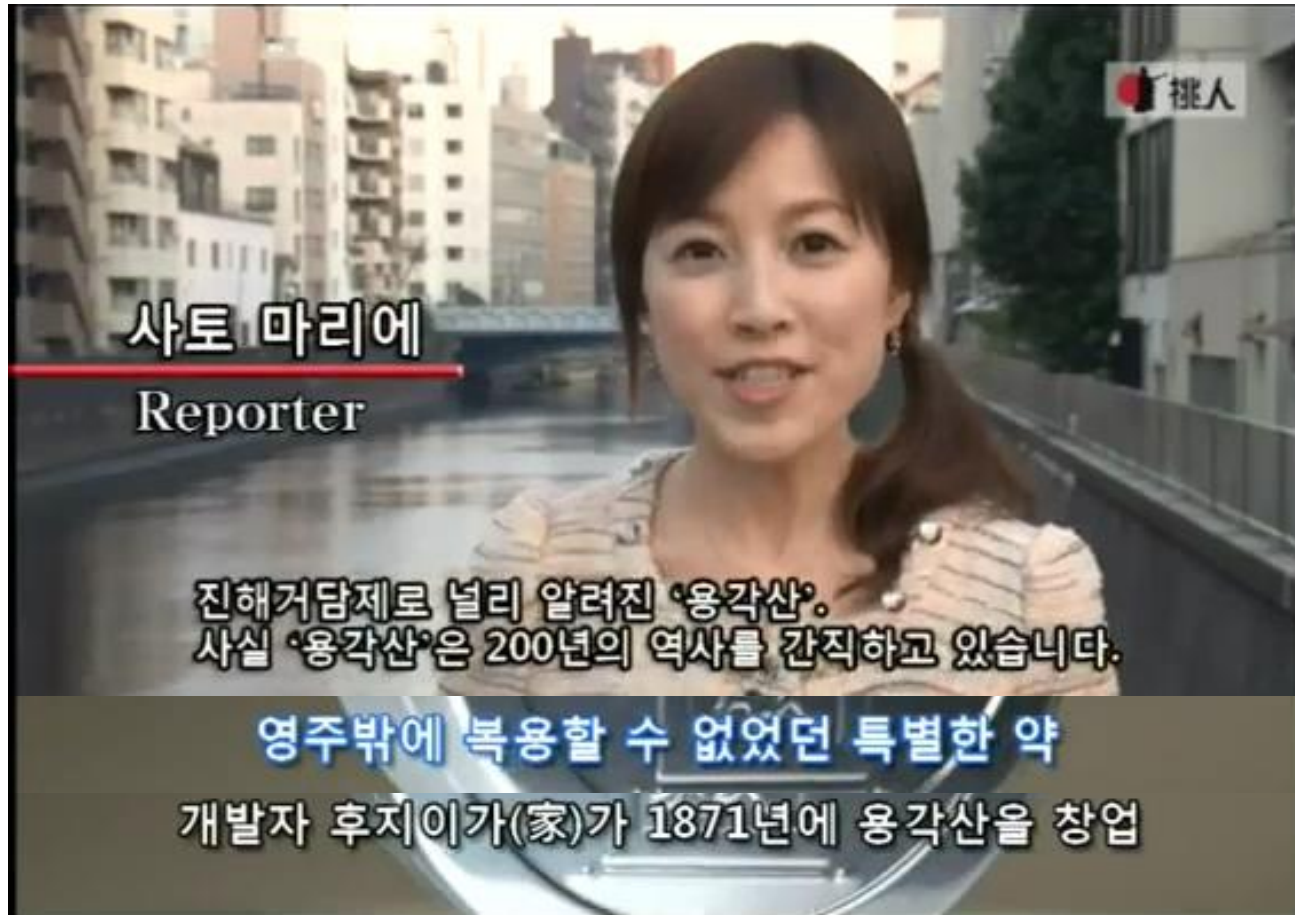 挑人
사토 마리에
Reporter
진해거담제로 널리 알려진 ‘용각산’.
사실 ‘용각산’은 200년의 역사를 간직하고 있습니다.
영주밖에 복용할 수 없었던 특별한 약
개발자 후지이가(家)가 1871년에 용각산을 창업